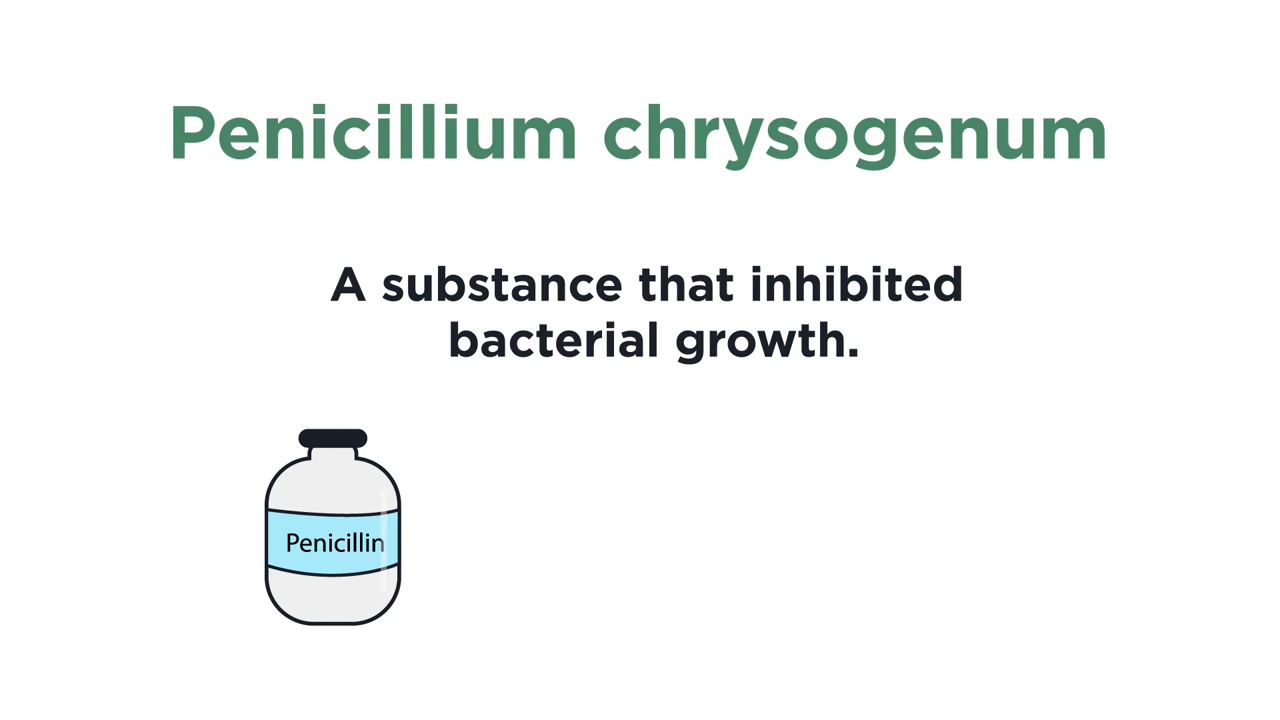 Penicillium chrysogenum
A substance that inhibited
bacterial growth.
Penicillin